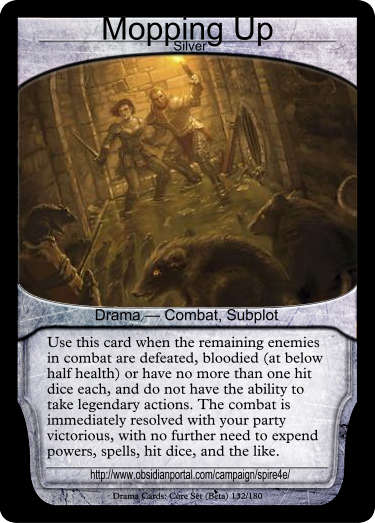 Mopping Up
Silver
Drama — Combat, Subplot
Use this card when the remaining enemies
in combat are defeated, bloodied (at below
half health) or have no more than one hit
dice each, and do not have the ability to
take legendary actions. The combat is
immediately resolved with your party
victorious, with no further need to expend
powers, spells, hit dice, and the like.
http://www.obsidianportal.com/campaign/spire4e/
Drama Cards: Core Set (Beta) 132/180